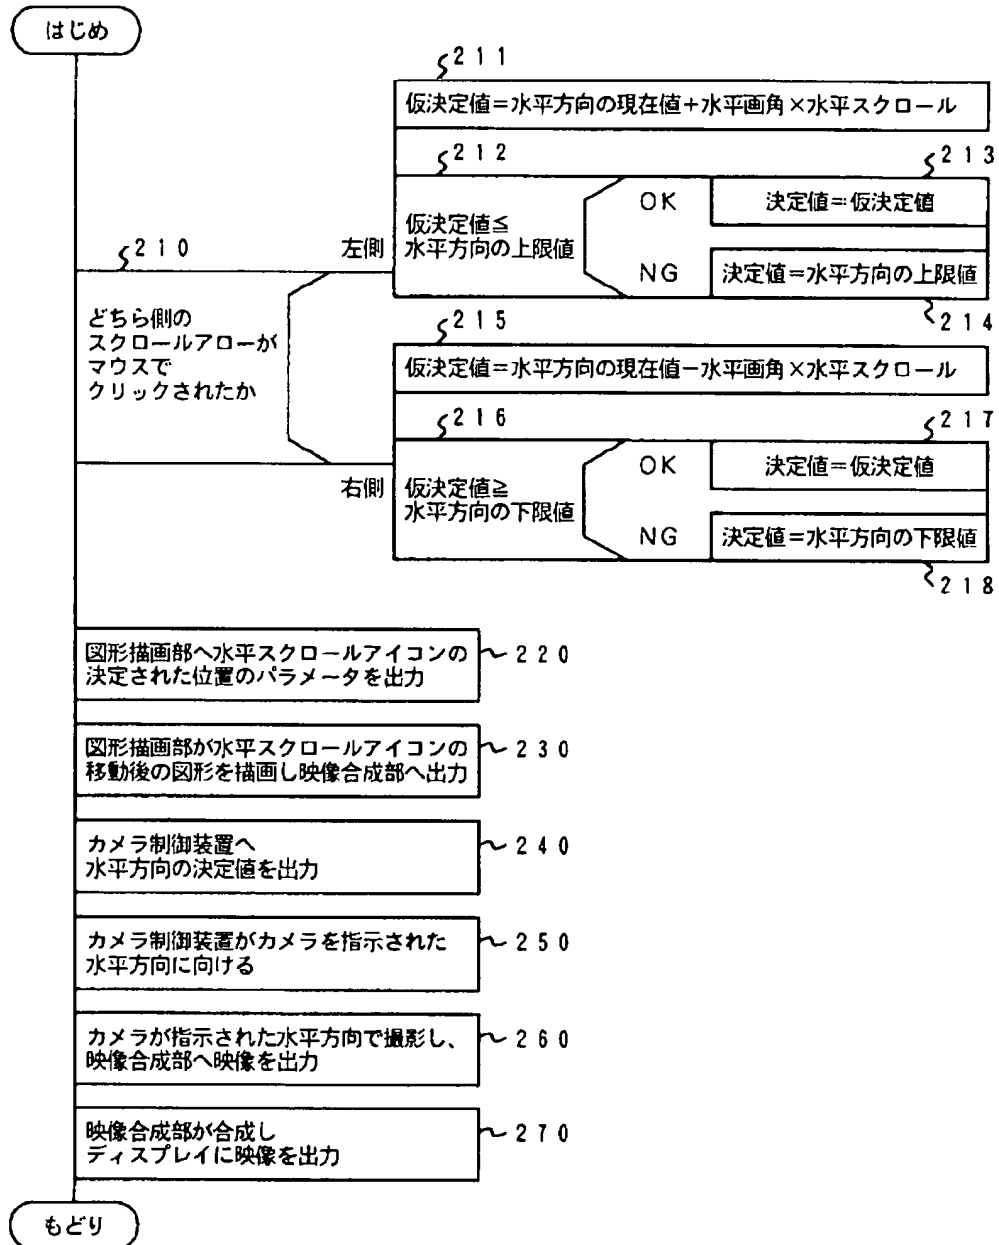 はじめ
211
仮決定値=水平方向の現在値+水平画角×水平スクロール
212
213
仮決定値≦
水平方向の上限値
OK
決定値=仮決定値
NG
決定値=水平方向の上限値
214
210
左側
どちら側の
スクロールアローが
マウスで
クリックされたか
215
仮決定値=水平方向の現在値-水平画角×水平スクロール
216
217
右側
仮決定値≧
水平方向の下限値
OK
決定値=仮決定値
NG
決定値=水平方向の下限値
218
図形描画部へ水平スクロールアイコンの
決定された位置のパラメータを出力
220
図形描画部が水平スクロールアイコンの
移動後の図形を描画し映像合成部へ出力
230
カメラ制御装置へ
水平方向の決定値を出力
240
カメラ制御装置がカメラを指示された
水平方向に向ける
250
カメラが指示された水平方向で撮影し、
映像合成部へ映像を出力
260
映像合成部が合成し
ディスプレイに映像を出力
270
もどり